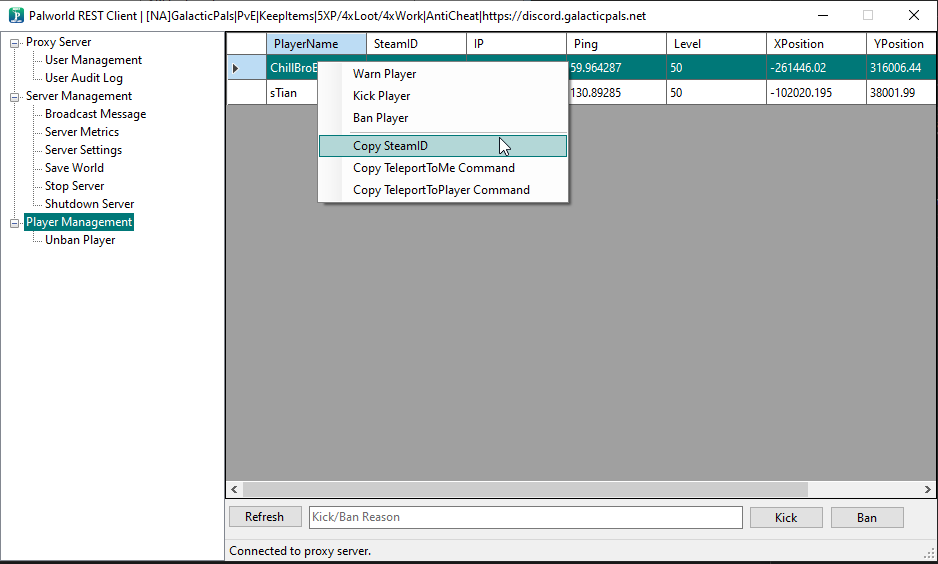 Palworld REST Client | [NA]GalacticPals|PvE|KeepItems|5XP/4xLoot/4xWork|AntiCheat|https://discord.galacticpals.net
Proxy Server
User Management
User Audit Log
Server Management
Broadcast Message
Server Metrics
Server Settings
Save World
Stop Server
Shutdown Server
Player Management
Unban Player
PlayerName SteamID IP Ping Level XPosition YPosition
59.964287 50 -261446.02 316006.44
sTian 130.89285 50 -102020.195 38001.99
Warn Player
Kick Player
Ban Player
Copy SteamID
Copy TeleportToMe Command
Copy TeleportToPlayer Command
Refresh Kick/Ban Reason Kick Ban
Connected to proxy server.